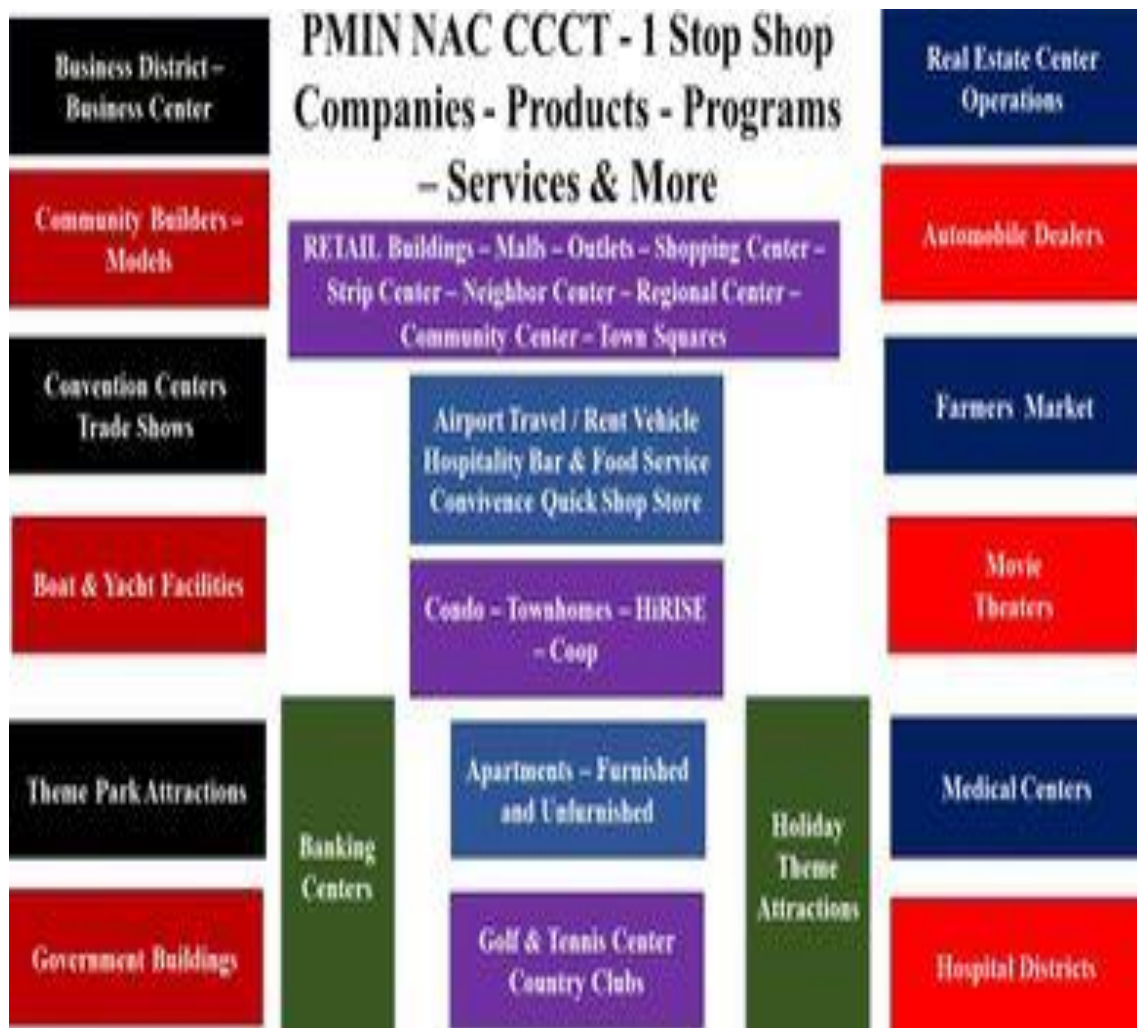 PMIN NAC CCCT - 1 Stop Shop
Companies - Products - Programs
– Services & More
Business District –
Business Center
Community Builders –
Models
Convention Centers
Trade Shows
Boat & Yacht Facilities
Theme Park Attractions
Government Buildings
RETAIL Buildings – Malls – Outlets – Shopping Center –
Strip Center – Neighbor Center – Regional Center –
Community Center – Town Squares
Airport Travel / Rent Vehicle
Hospitality Bar & Food Service
Convivence Quick Shop Store
Condo – Townhomes – HiRISE
– Coop
Banking
Centers
Apartments – Furnished
and Unfurnished
Golf & Tennis Center
Country Clubs
Holiday
Theme
Attractions
Real Estate Center
Operations
Automobile Dealers
Farmers Market
Movie
Theaters
Medical Centers
Hospital Districts